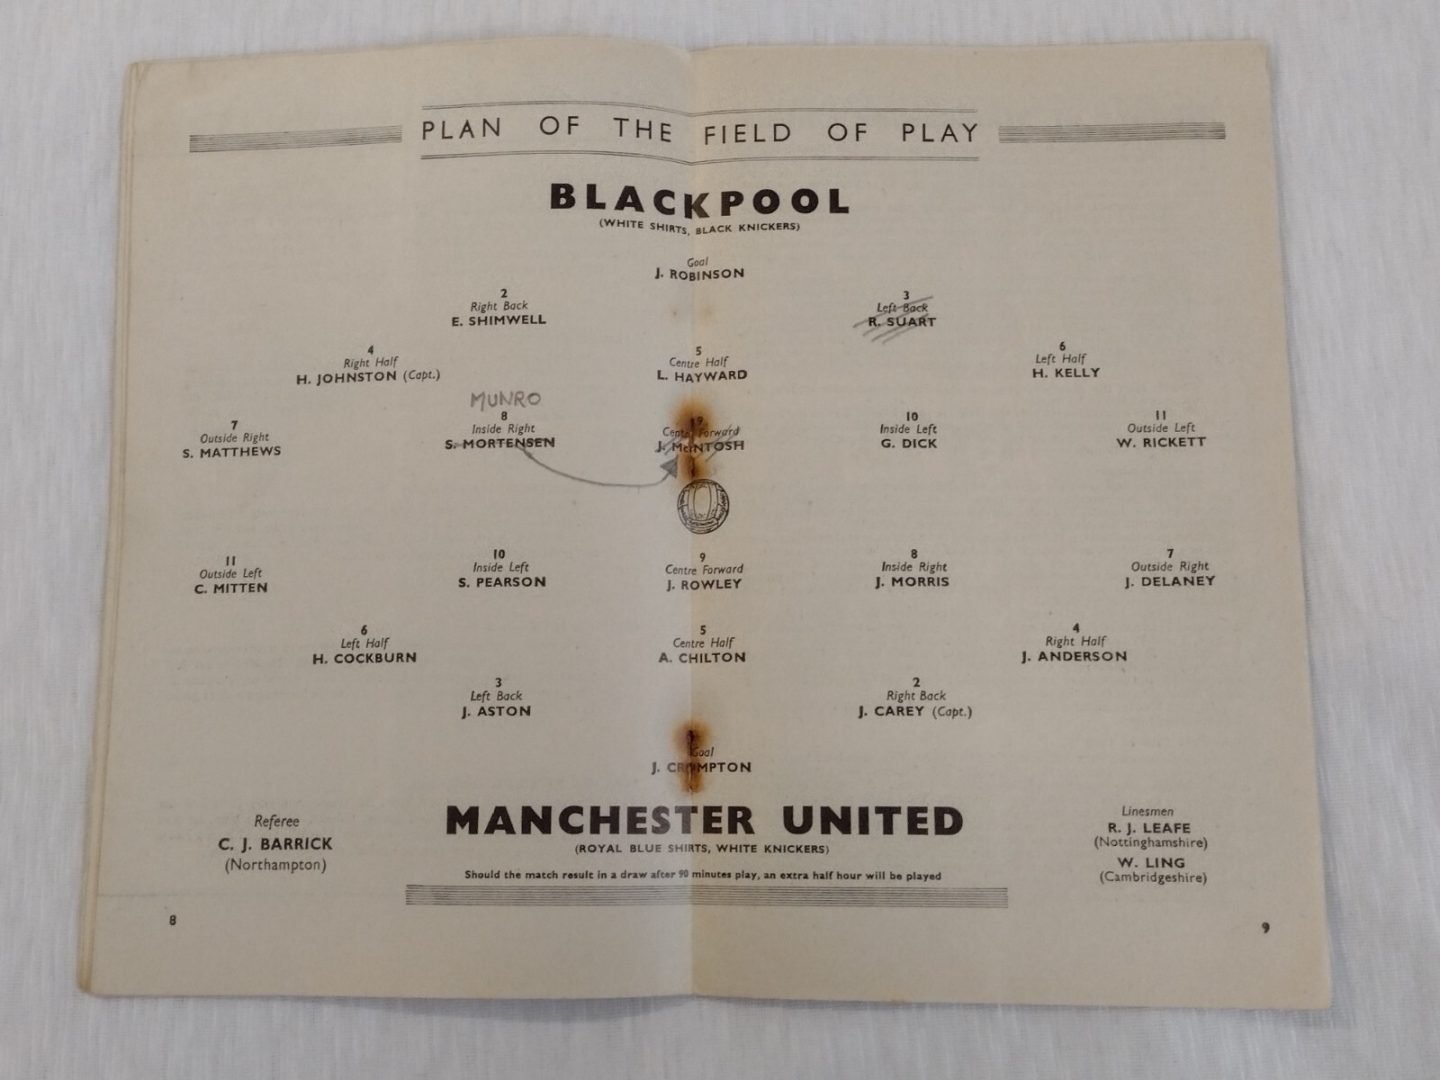 PLAN OF THE FIELD OF PLAY
BLACKPOOL
(WHITE SHIRTS, BLACK KNICKERS)
Goal
J. ROBINSON
2
Right Back
E. SHIMWELL
3
Left Back
R. SUART
4
Right Half
H. JOHNSTON (Capt.)
5
Centre Half
L. HAYWARD
6
Left Half
H. KELLY
7
Outside Right
S. MATTHEWS
MUNRO
8
Inside Right
S. MORTENSEN
9
Centre Forward
J. McINTOSH
10
Inside Left
G. DICK
11
Outside Left
W. RICKETT
11
Outside Left
C. MITTEN
10
Inside Left
S. PEARSON
9
Centre Forward
J. ROWLEY
8
Inside Right
J. MORRIS
7
Outside Right
J. DELANEY
6
Left Half
H. COCKBURN
5
Centre Half
A. CHILTON
4
Right Half
J. ANDERSON
3
Left Back
J. ASTON
2
Right Back
J. CAREY (Capt.)
Goal
J. CROMPTON
MANCHESTER UNITED
(ROYAL BLUE SHIRTS, WHITE KNICKERS)
Should the match result in a draw after 90 minutes play, an extra half hour will be played
Referee
C. J. BARRICK
(Northampton)
Linesmen
R. J. LEAFE
(Nottinghamshire)
W. LING
(Cambridgeshire)
8
9